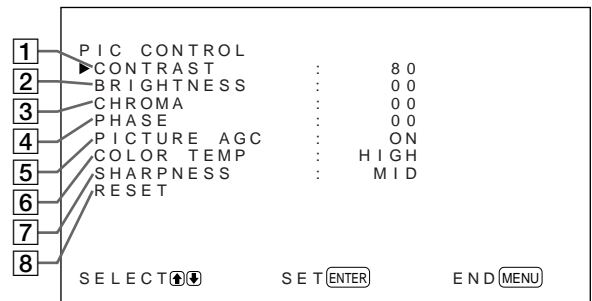 PIC CONTROL
1 ▶CONTRAST : 80
2 BRIGHTNESS : 00
3 CHROMA : 00
4 PHASE : 00
5 PICTURE AGC : ON
6 COLOR TEMP : HIGH
7 SHARPNESS : MID
8 RESET
SELECT⬆⬇ SET ENTER END MENU